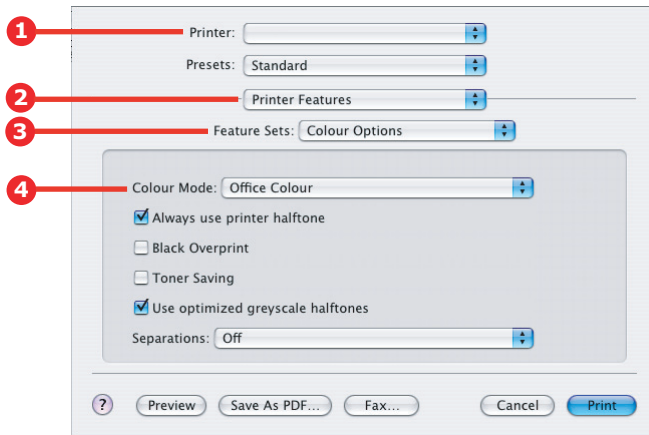 1 Printer:
Presets: Standard
2 Printer Features
3 Feature Sets: Colour Options
4 Colour Mode: Office Colour
Always use printer halftone
Black Overprint
Toner Saving
Use optimized greyscale halftones
Separations: Off
? Preview Save As PDF... Fax... Cancel Print